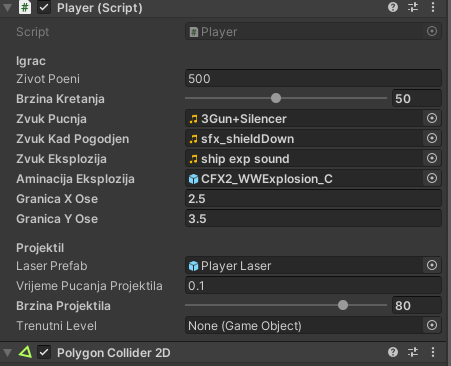 Player (Script)
Script Player
Igrac
Zivot Poeni 500
Brzina Kretanja 50
Zvuk Pucnja 3Gun+Silencer
Zvuk Kad Pogodjen sfx_shieldDown
Zvuk Eksplozija ship exp sound
Aminacija Eksplozija CFX2_WWExplosion_C
Granica X Ose 2.5
Granica Y Ose 3.5
Projektil
Laser Prefab Player Laser
Vrijeme Pucanja Projektila 0.1
Brzina Projektila 80
Trenutni Level None (Game Object)
Polygon Collider 2D